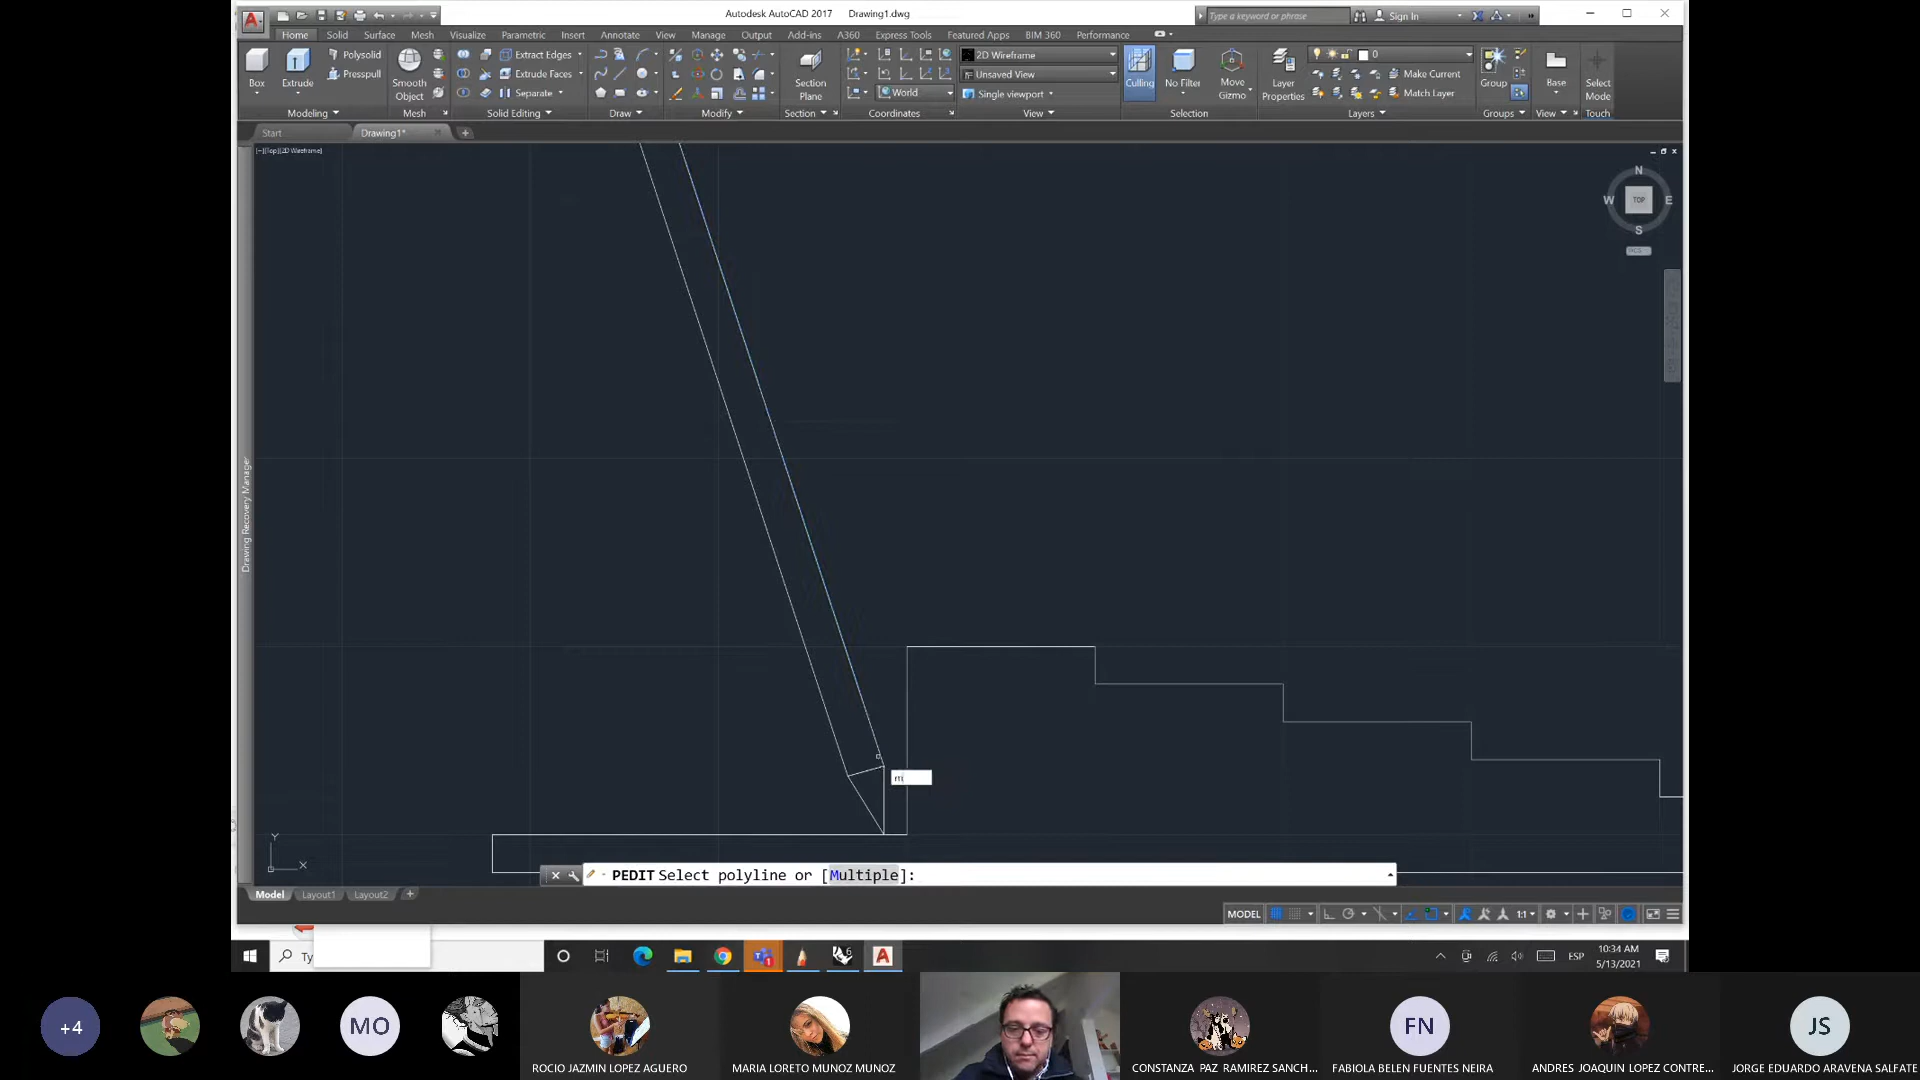 Autodesk AutoCAD 2017 Drawing1.dwg
Type a keyword or phrase
Sign In
Home Solid Surface Mesh Visualize Parametric Insert Annotate View Manage Output Add-ins A360 Express Tools Featured Apps BIM 360 Performance
Box
Extrude
Polysolid
Presspull
Smooth Object
Extract Edges
Extrude Faces
Separate
Section Plane
World
2D Wireframe
Unsaved View
Single viewport
Culling
No Filter
Move Gizmo
Layer Properties
0
Make Current
Match Layer
Group
Base
Select Mode
Modeling Mesh Solid Editing Draw Modify Section Coordinates View Selection Layers Groups View Touch
Start Drawing1* +
[−][Top][2D Wireframe]
N
W TOP E
S
Drawing Recovery Manager
m
Y
X
PEDIT Select polyline or [Multiple]:
Model Layout1 Layout2 +
MODEL 1:1
Ty
ESP
10:34 AM
5/13/2021
+4
MO
FN
JS
ROCIO JAZMIN LOPEZ AGUERO
MARIA LORETO MUNOZ MUNOZ
CONSTANZA PAZ RAMIREZ SANCH...
FABIOLA BELEN FUENTES NEIRA
ANDRES JOAQUIN LOPEZ CONTRE...
JORGE EDUARDO ARAVENA SALFATE